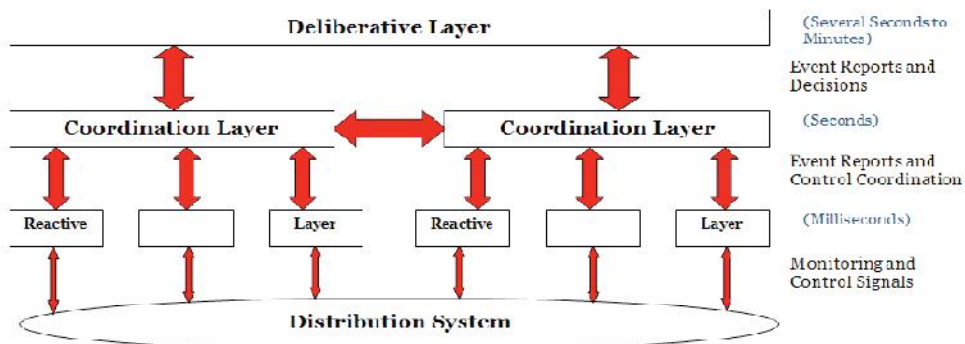 Deliberative Layer
(Several Seconds to
Minutes)
Event Reports and
Decisions
Coordination Layer
Coordination Layer
(Seconds)
Event Reports and
Control Coordination
Reactive
Layer
Reactive
Layer
(Milliseconds)
Monitoring and
Control Signals
Distribution System